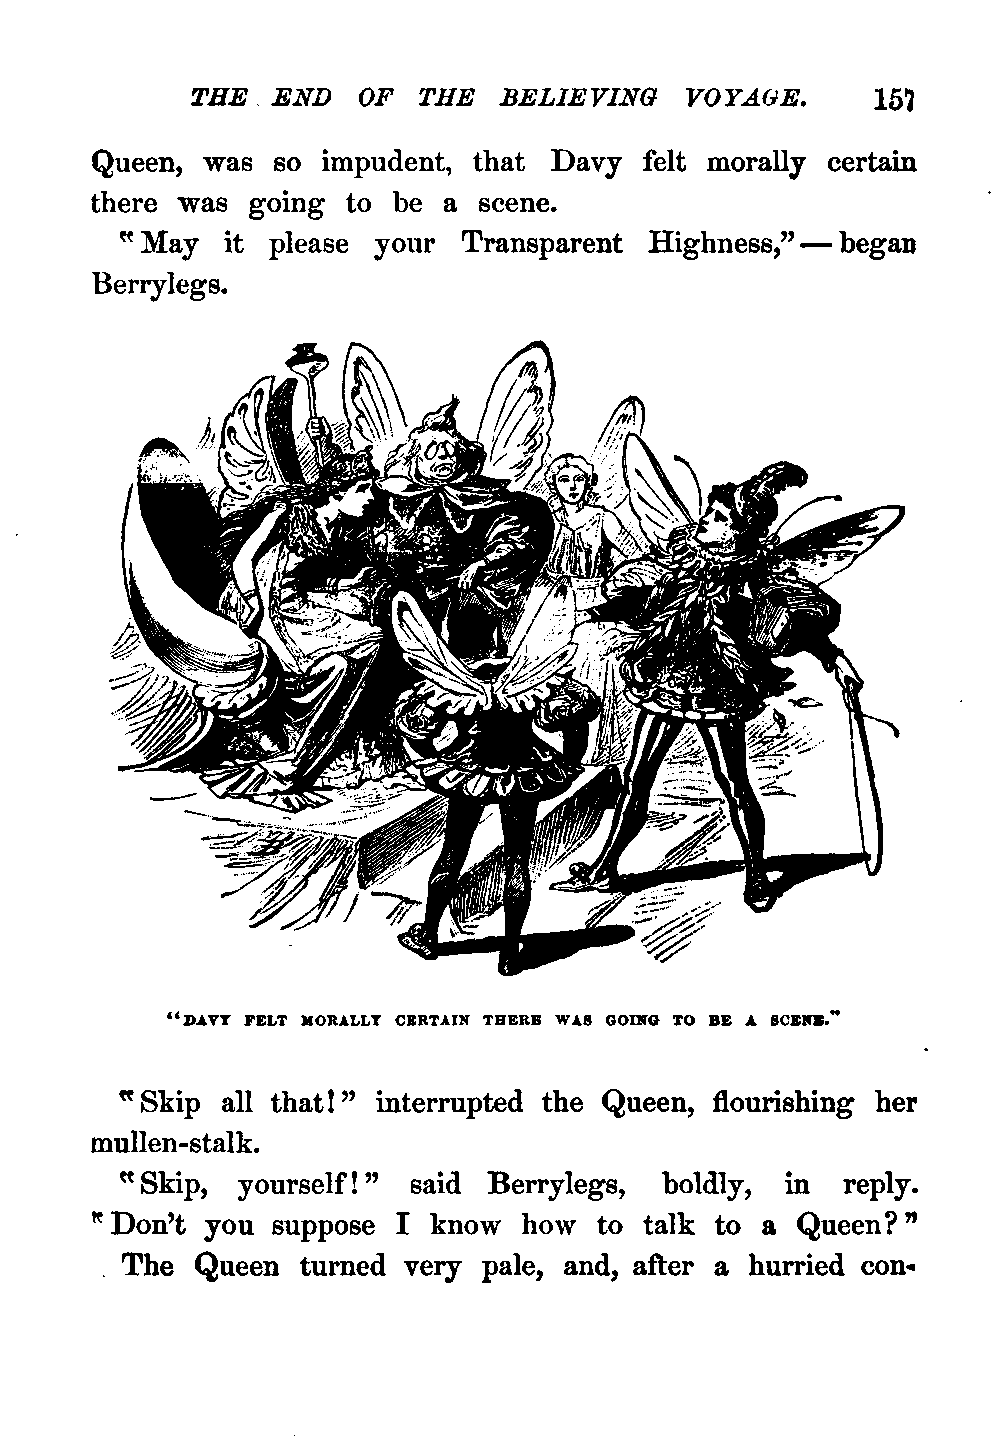 THE END OF THE BELIEVING VOYAGE. 157
Queen, was so impudent, that Davy felt morally certain
there was going to be a scene.
"May it please your Transparent Highness,"—began
Berrylegs.
"DAVY FELT MORALLY CERTAIN THERE WAS GOING TO BE A SCENE."
"Skip all that!" interrupted the Queen, flourishing her
mullen-stalk.
"Skip, yourself!" said Berrylegs, boldly, in reply.
"Don't you suppose I know how to talk to a Queen?"
The Queen turned very pale, and, after a hurried con-